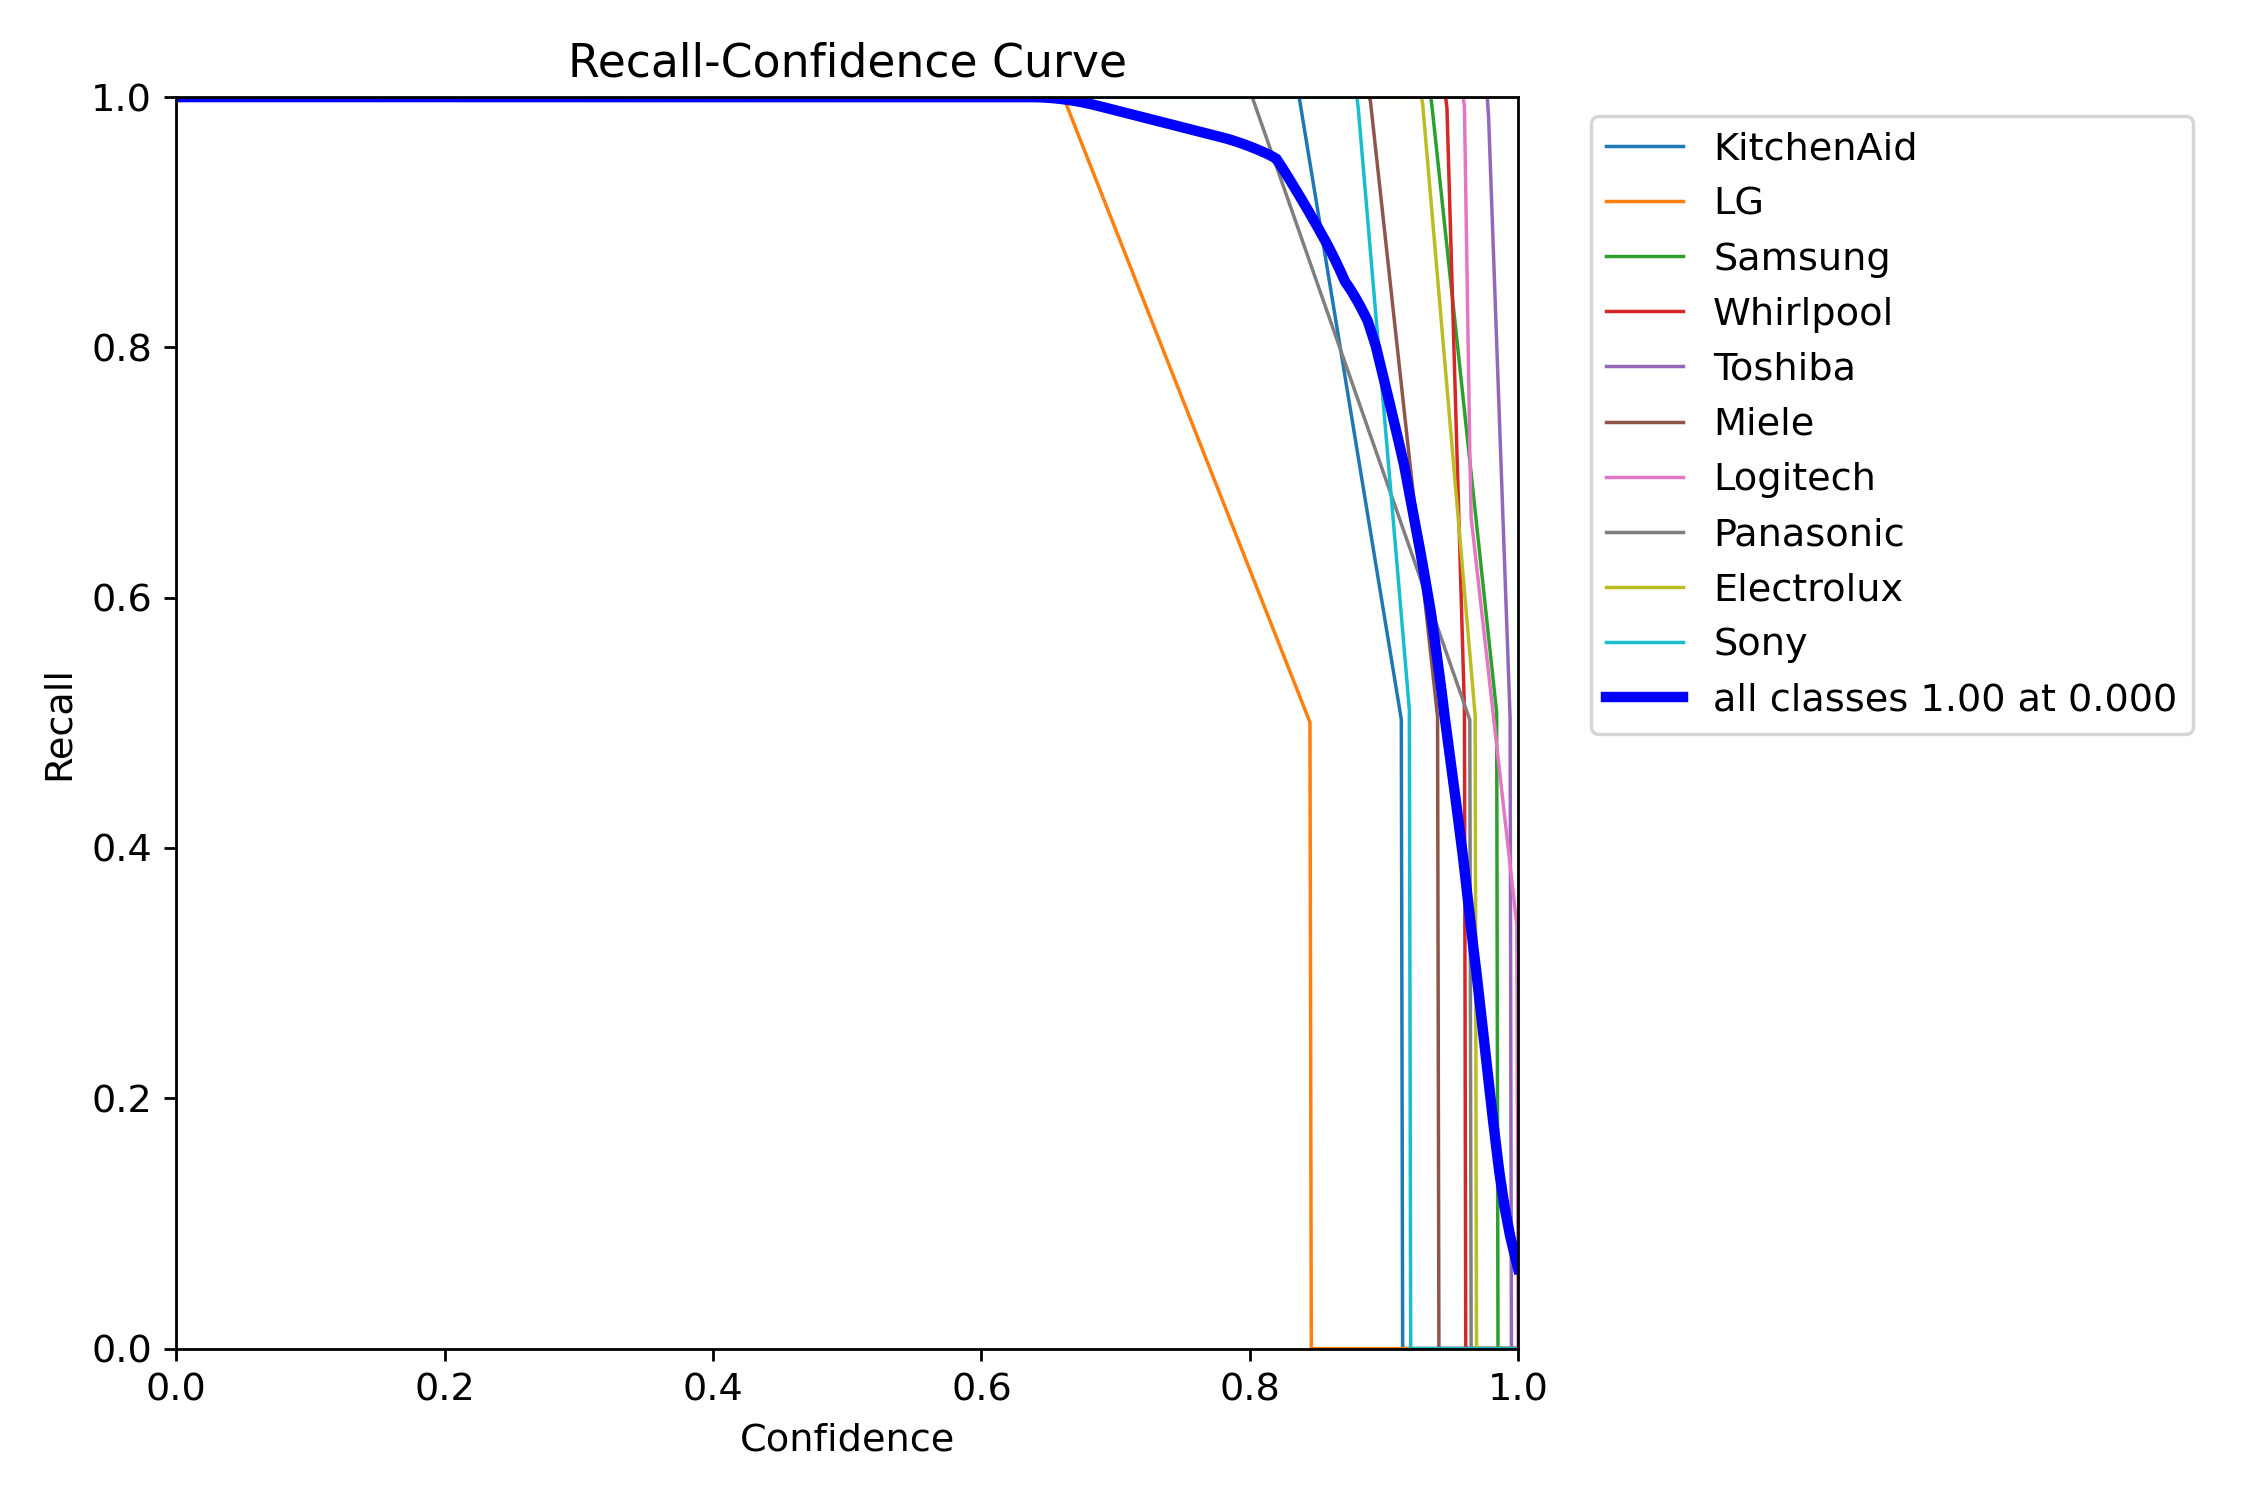 Recall-Confidence Curve
1.0
0.8
0.6
0.4
0.2
0.0
Recall
0.0 0.2 0.4 0.6 0.8 1.0
Confidence
KitchenAid
LG
Samsung
Whirlpool
Toshiba
Miele
Logitech
Panasonic
Electrolux
Sony
all classes 1.00 at 0.000